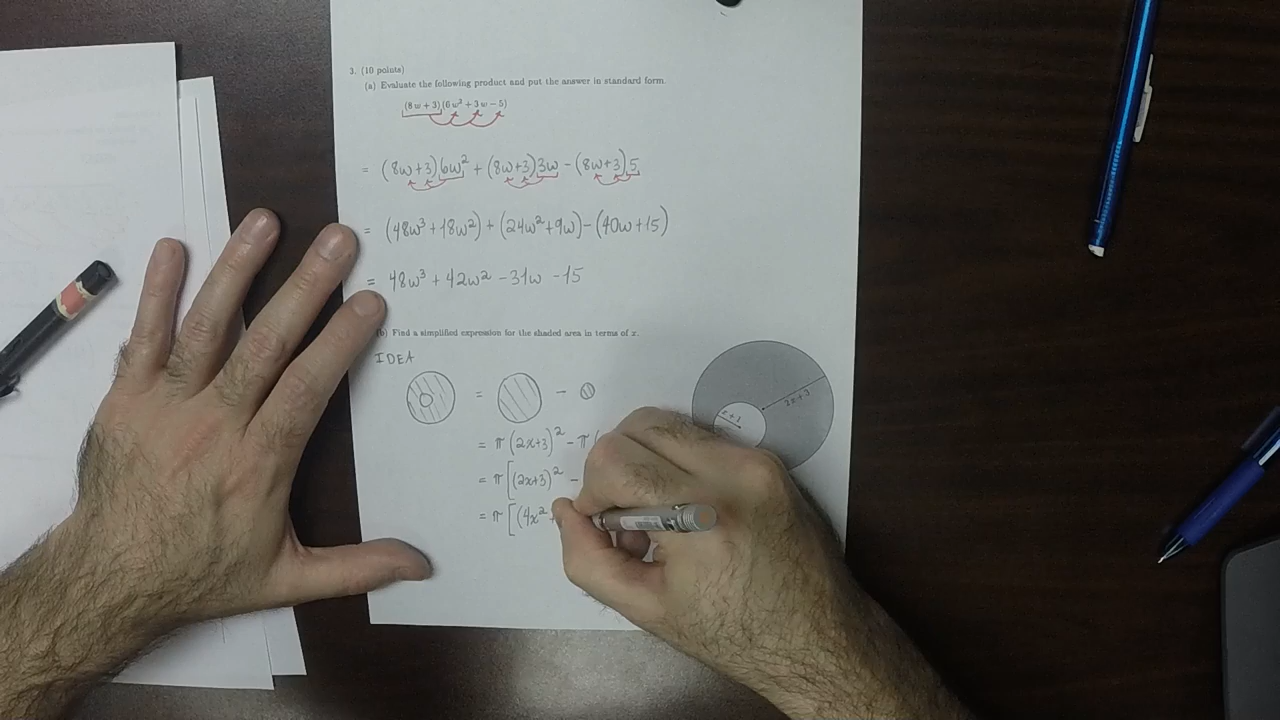 3. (10 points)
(a) Evaluate the following product and put the answer in standard form.
(8w + 3)(6w² + 3w − 5)
= (8w+3)6w² + (8w+3)3w − (8w+3)5
= (48w³+18w²) + (24w²+9w) − (40w+15)
= 48w³ + 42w² − 31w − 15
(b) Find a simplified expression for the shaded area in terms of x.
IDEA
= −
2x+3
x+1
= π(2x+3)² − π(
= π[(2x+3)² −
= π[(4x² +